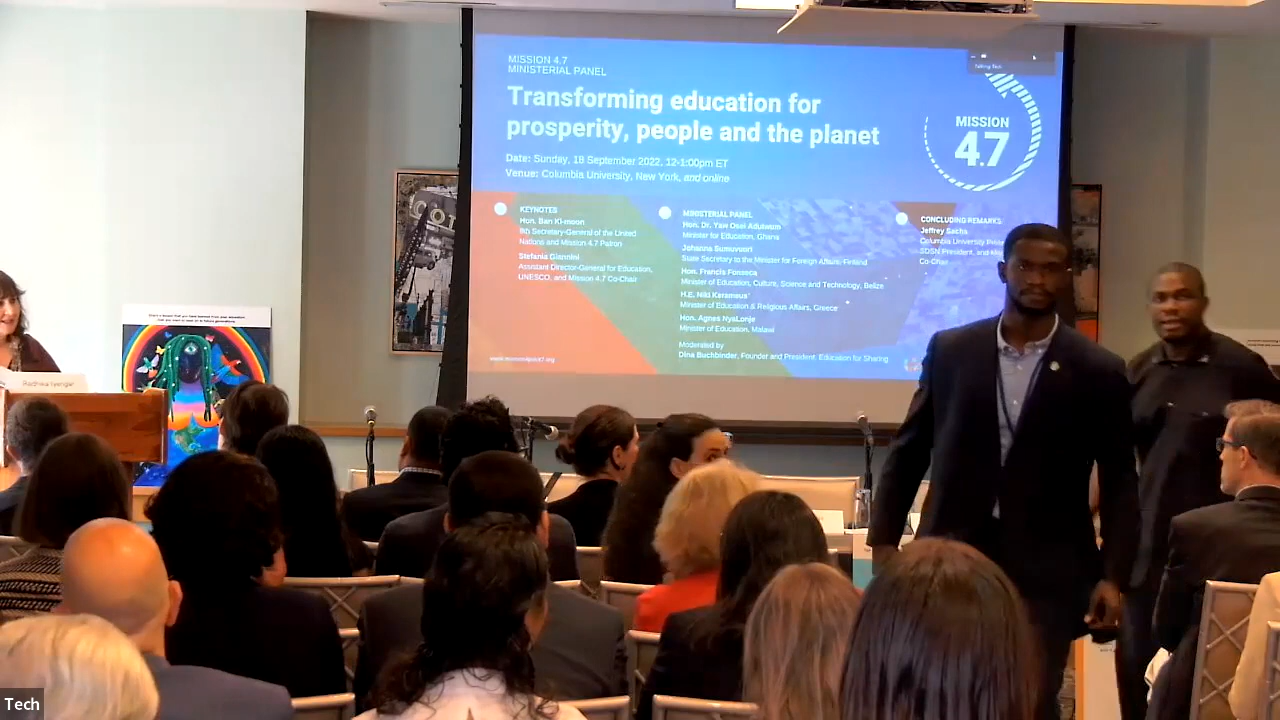 MISSION 4.7
MINISTERIAL PANEL
Transforming education for
prosperity, people and the planet
Date: Sunday, 18 September 2022, 12-1:00pm ET
Venue: Columbia University, New York, and online
MISSION
4.7
Talking Tech
KEYNOTES
Hon. Ban Ki-moon
8th Secretary-General of the United
Nations and Mission 4.7 Patron
Stefania Giannini
Assistant Director-General for Education,
UNESCO, and Mission 4.7 Co-Chair
MINISTERIAL PANEL
Hon. Dr. Yaw Osei Adutwum
Minister for Education, Ghana
Johanna Sumuvuori
State Secretary to the Minister for Foreign Affairs, Finland
Hon. Francis Fonseca
Minister of Education, Culture, Science and Technology, Belize
H.E. Niki Kerameus
Minister of Education & Religious Affairs, Greece
Hon. Agnes NyaLonje
Minister of Education, Malawi
Moderated by
Dina Buchbinder, Founder and President, Education for Sharing
CONCLUDING REMARKS
Jeffrey Sachs
Columbia University
SDSN President, and
Co-Chair
www.mission4point7.org
Radhika Iyengar
Tech